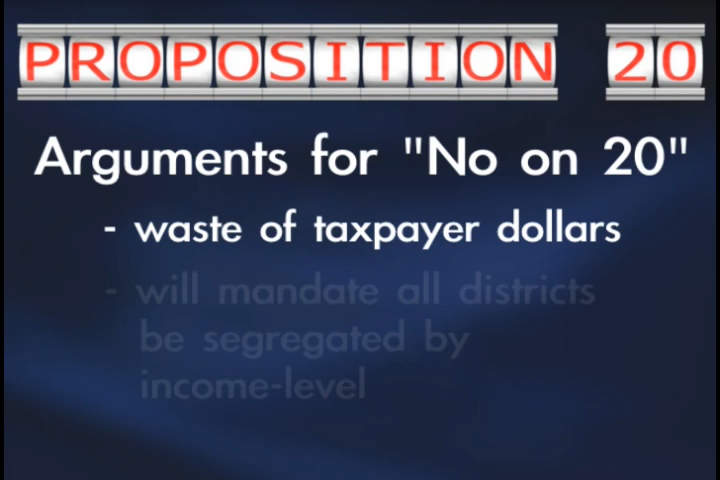 PROPOSITION 20
Arguments for "No on 20"
- waste of taxpayer dollars
- will mandate all districts
be segregated by
income-level